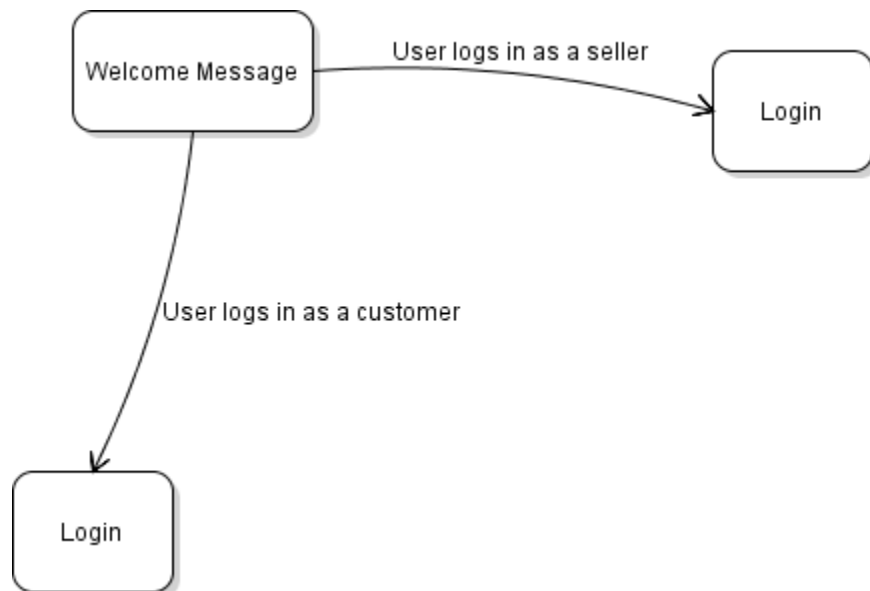 User logs in as a seller
Welcome Message
Login
User logs in as a customer
Login